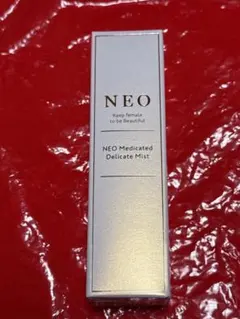 NEO
Keep female
to be Beautiful
NEO Medicated
Delicate Mist